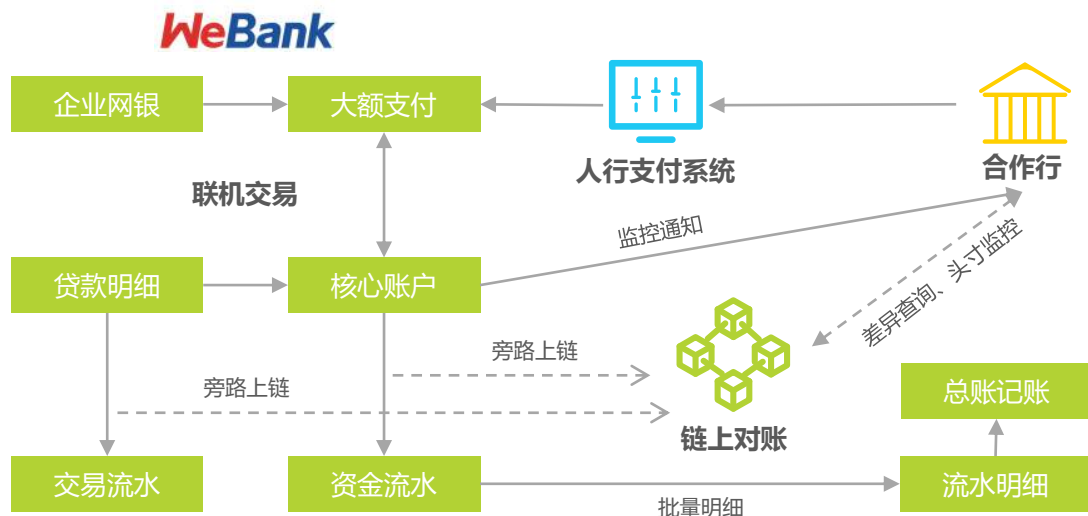 WeBank
企业网银
大额支付
人行支付系统
合作行
联机交易
监控通知
差异查询、头寸监控
贷款明细
核心账户
旁路上链
旁路上链
链上对账
总账记账
交易流水
资金流水
批量明细
流水明细